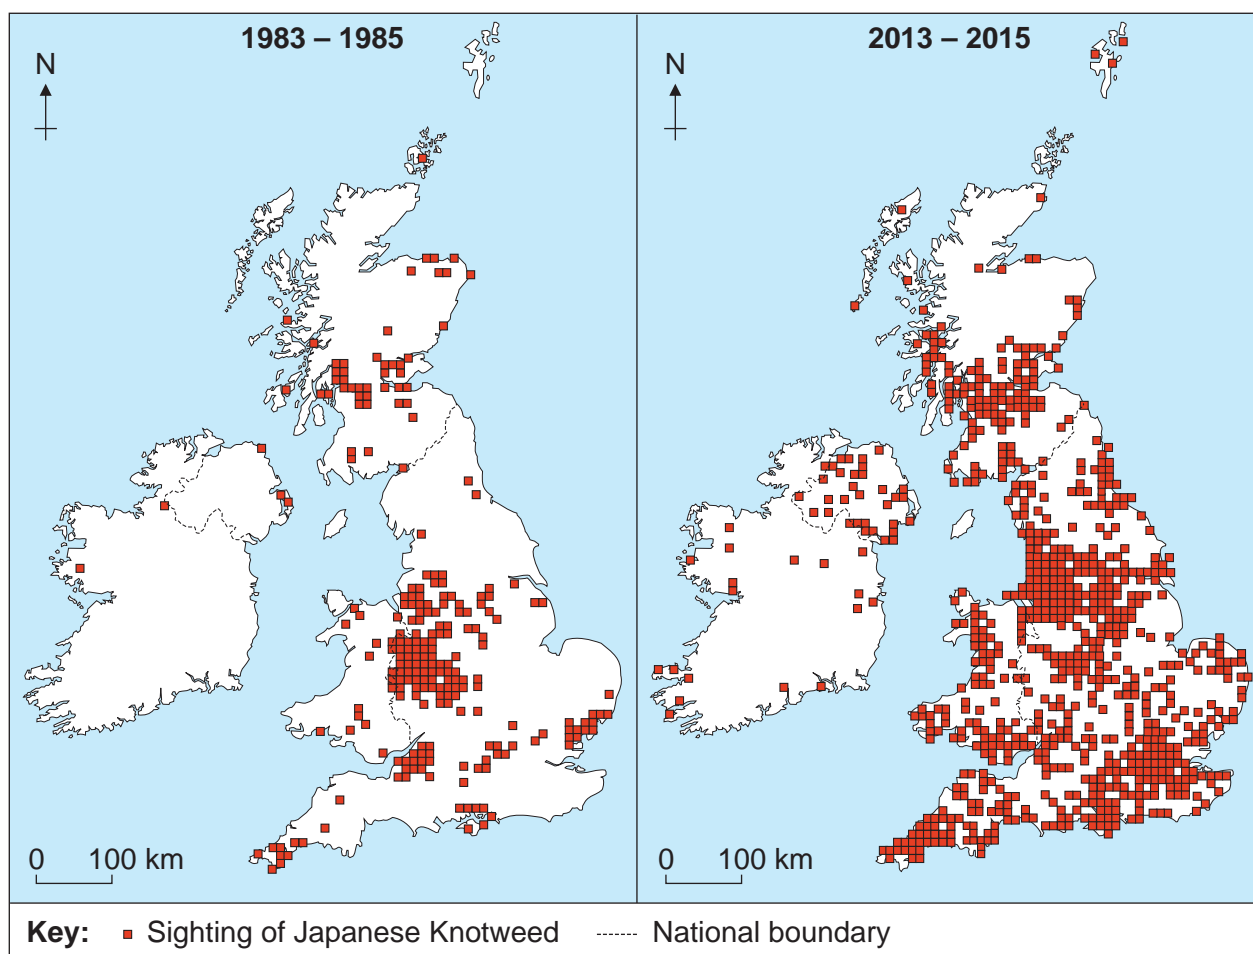 1983 – 1985
N
0 100 km
2013 – 2015
N
0 100 km
Key: Sighting of Japanese Knotweed National boundary